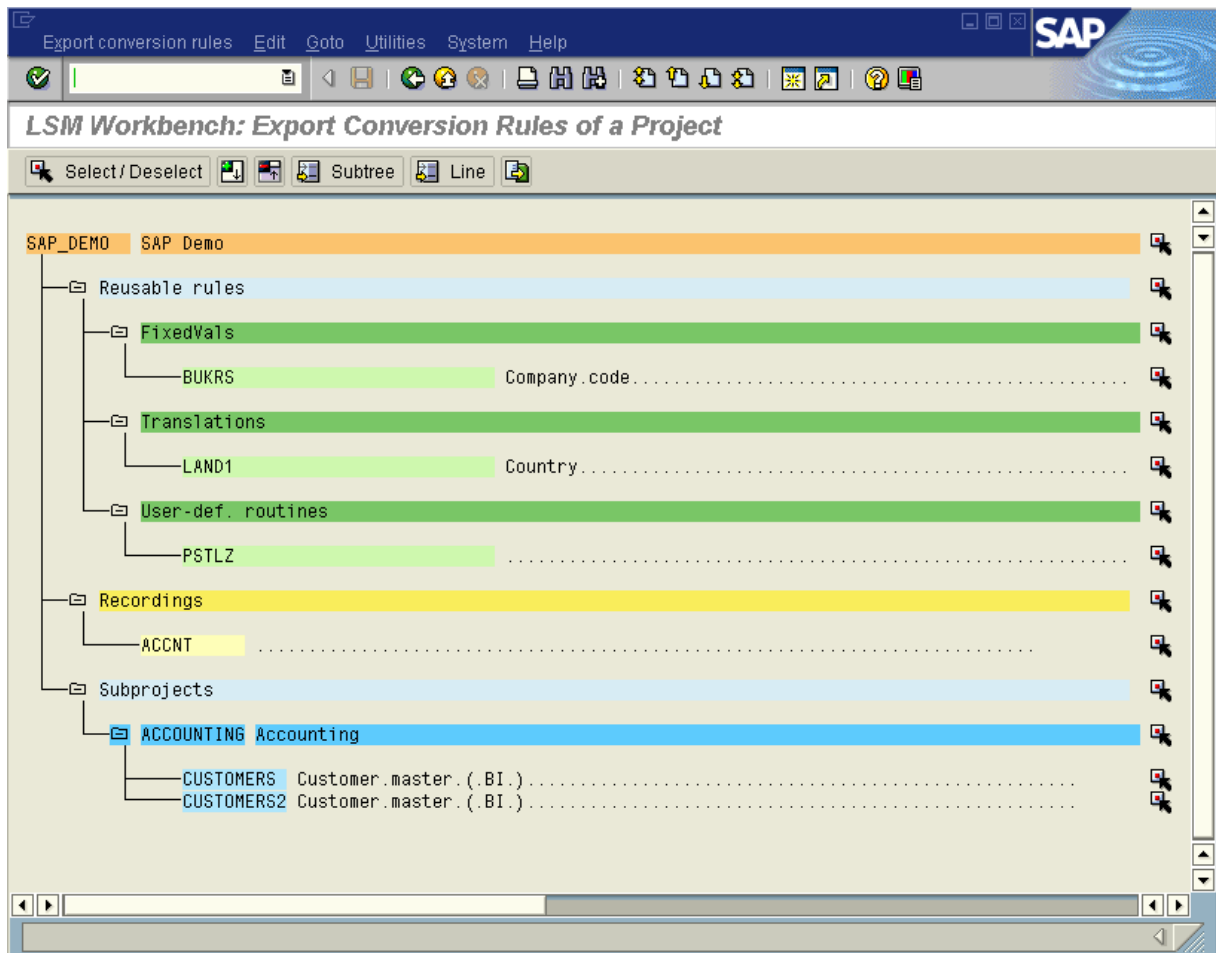 Export conversion rules Edit Goto Utilities System Help
SAP
LSM Workbench: Export Conversion Rules of a Project
Select / Deselect Subtree Line
SAP_DEMO SAP Demo
Reusable rules
FixedVals
BUKRS Company.code................................................
Translations
LAND1 Country.....................................................
User-def. routines
PSTLZ ............................................................
Recordings
ACCNT ...........................................................................
Subprojects
ACCOUNTING Accounting
CUSTOMERS Customer.master.(.BI.).....................................................
CUSTOMERS2 Customer.master.(.BI.).....................................................